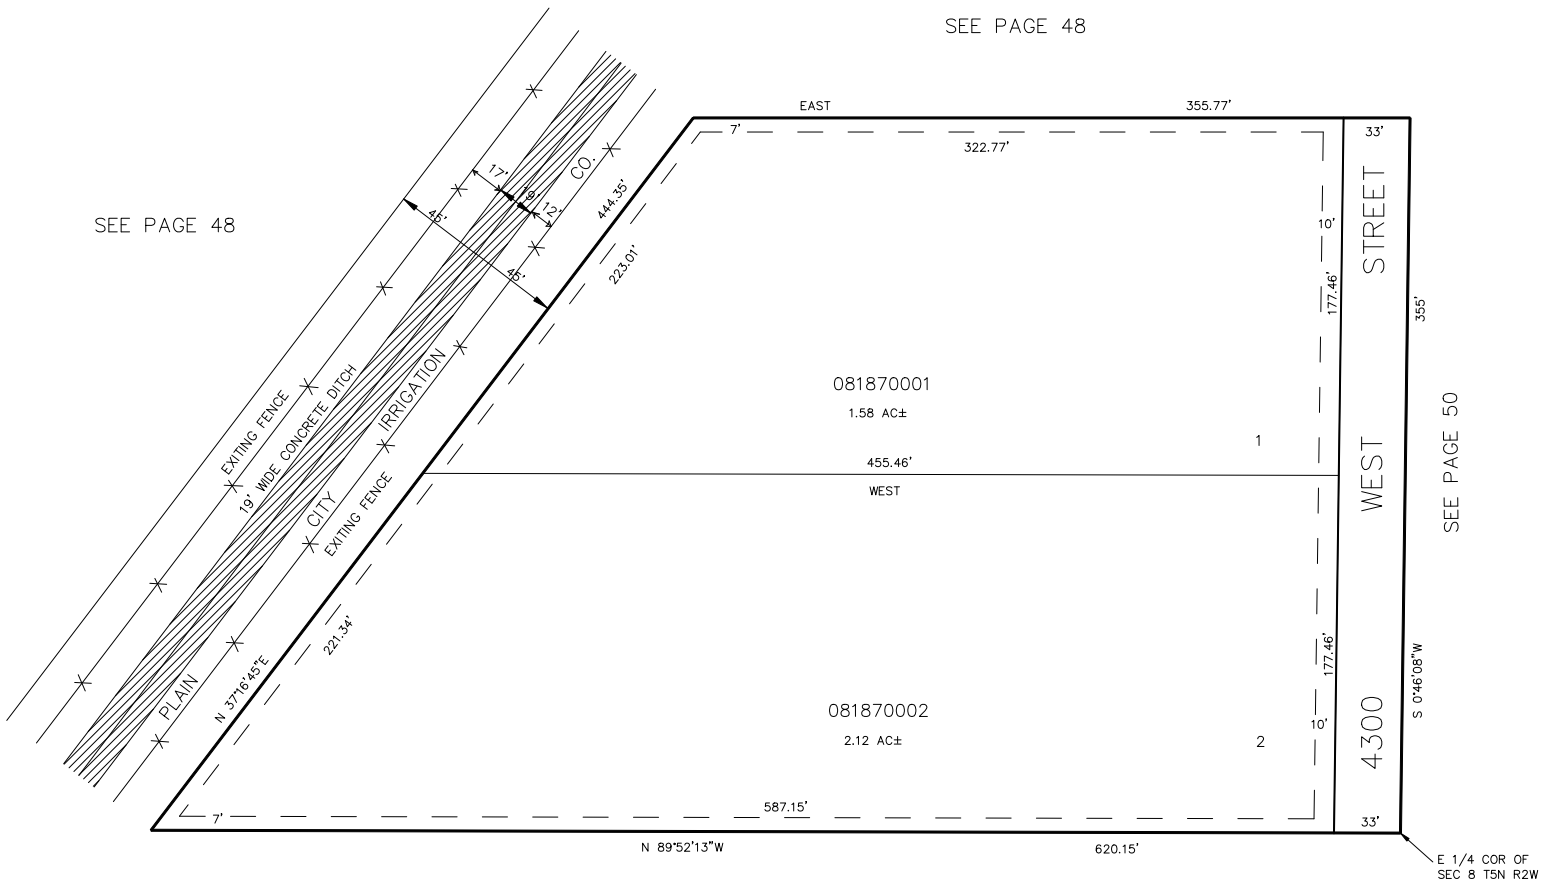 SEE PAGE 48
EAST
355.77'
7'
33'
322.77'
CO.
17'
19'
12'
444.35'
STREET
SEE PAGE 48
45'
10'
223.01'
45'
177.46'
355'
081870001
1.58 AC±
IRRIGATION
EXITING FENCE
19' WIDE CONCRETE DITCH
SEE PAGE 50
1
455.46'
WEST
WEST
CITY
EXITING FENCE
221.34'
177.46'
N 37°16'45"E
PLAIN
S 0°46'08"W
081870002
2.12 AC±
10'
4300
2
587.15'
7'
33'
N 89°52'13"W
620.15'
E 1/4 COR OF
SEC 8 T5N R2W